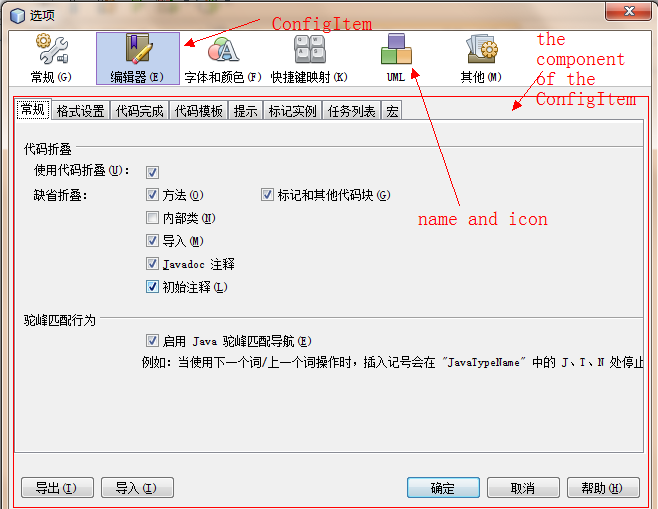 选项
ConfigItem
常规(G)
编辑器(E)
字体和颜色(F)
快捷键映射(K)
UML
其他(M)
the
component
of the
ConfigItem
常规
格式设置
代码完成
代码模板
提示
标记实例
任务列表
宏
代码折叠
使用代码折叠(U):
缺省折叠:
方法(O)
标记和其他代码块(G)
内部类(N)
name and icon
导入(M)
Javadoc 注释
初始注释(L)
驼峰匹配行为
启用 Java 驼峰匹配导航(E)
例如: 当使用下一个词/上一个词操作时，插入记号会在 "JavaTypeName" 中的 J、T、N 处停止
导出(I)
导入(I)
确定
取消
帮助(H)